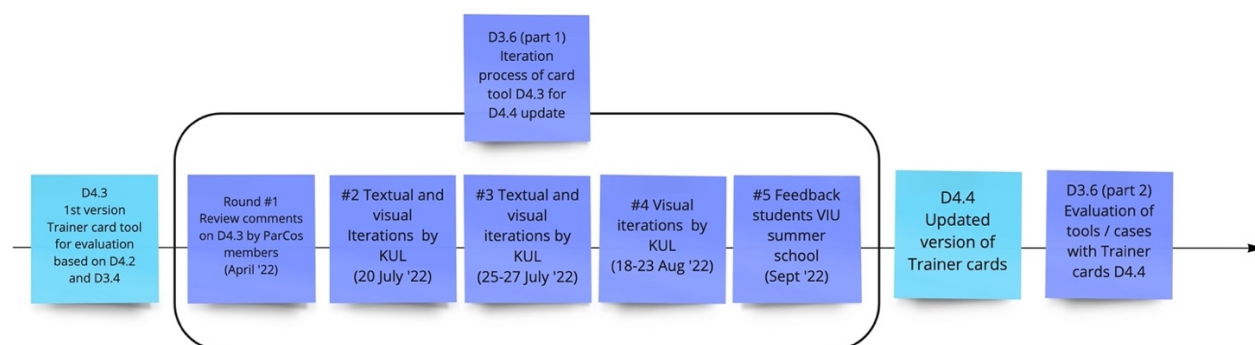 D3.6 (part 1)
Iteration
process of card
tool D4.3 for
D4.4 update
D4.3
1st version
Trainer card tool
for evaluation
based on D4.2
and D3.4
Round #1
Review comments
on D4.3 by ParCos
members
(April '22)
#2 Textual and
visual
Iterations by
KUL
(20 July '22)
#3 Textual and
visual
iterations by
KUL
(25-27 July '22)
#4 Visual
iterations by
KUL
(18-23 Aug '22)
#5 Feedback
students VIU
summer
school
(Sept '22)
D4.4
Updated
version of
Trainer cards
D3.6 (part 2)
Evaluation of
tools / cases
with Trainer
cards D4.4